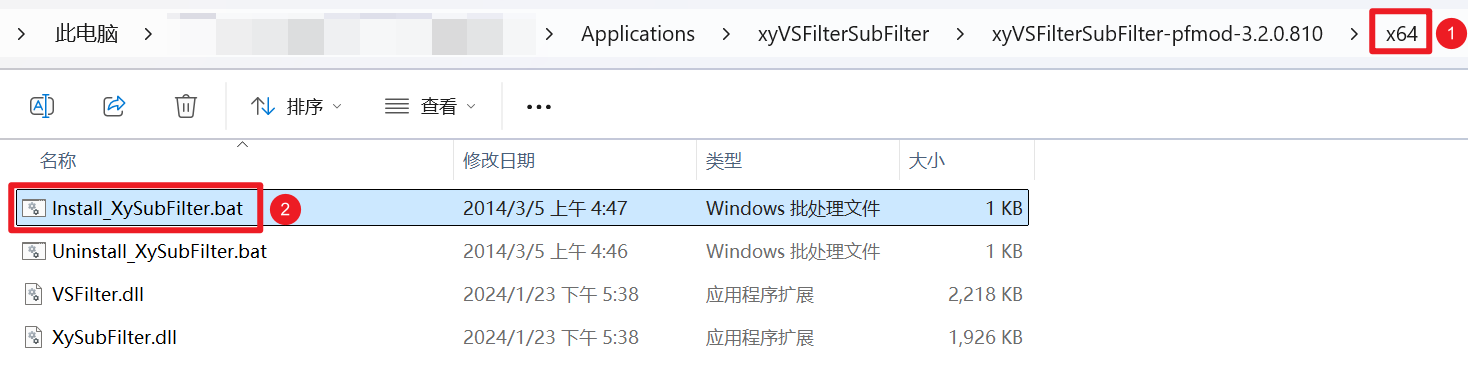 此电脑 Applications xyVSFilterSubFilter xyVSFilterSubFilter-pfmod-3.2.0.810 x64 1
排序 查看
名称 修改日期 类型 大小
Install_XySubFilter.bat 2 2014/3/5 上午 4:47 Windows 批处理文件 1 KB
Uninstall_XySubFilter.bat 2014/3/5 上午 4:46 Windows 批处理文件 1 KB
VSFilter.dll 2024/1/23 下午 5:38 应用程序扩展 2,218 KB
XySubFilter.dll 2024/1/23 下午 5:38 应用程序扩展 1,926 KB